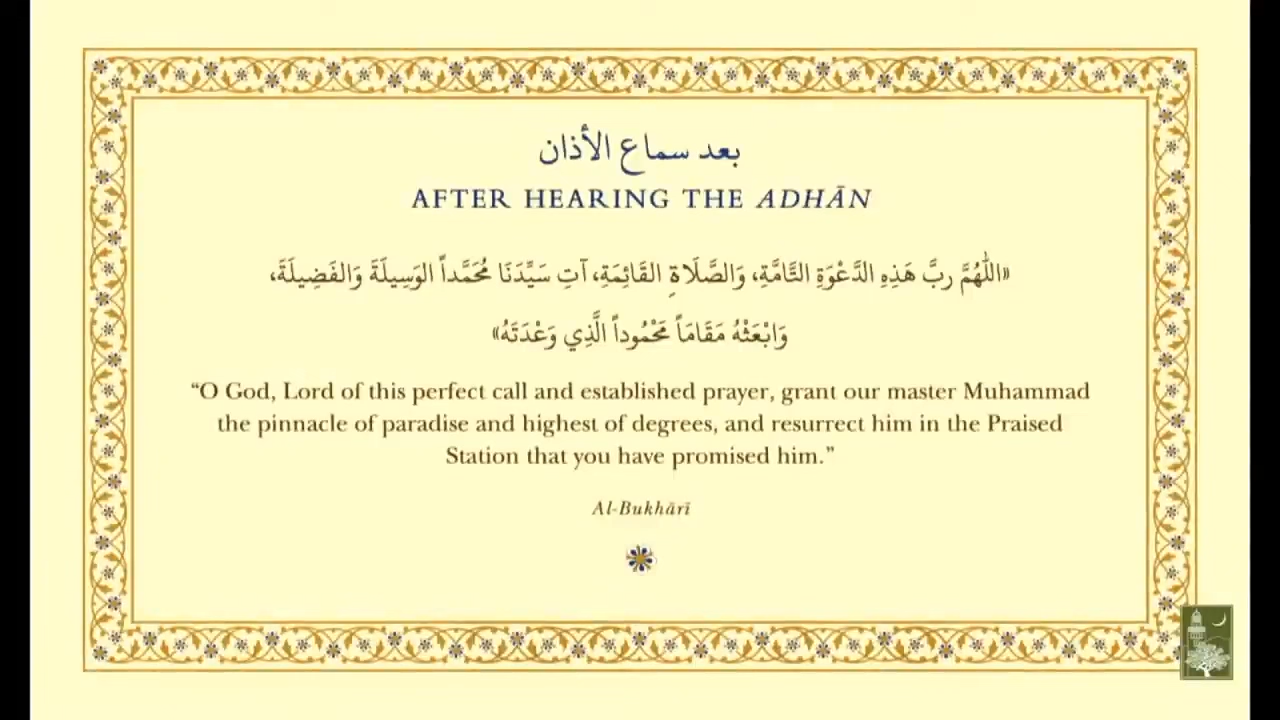 بعد سماع الأذان
AFTER HEARING THE ADHĀN
«اللّٰهُمَّ رِبَّ هَذِهِ الدَّعْوَةِ التَّامَّةِ، وَالصَّلَاةِ القَائِمَةِ، آتِ سَيِّدَنَا مُحَمَّداً الوَسِيلَةَ وَالفَضِيلَةَ،
وَابْعَثْهُ مَقَامَاً مَحْمُوداً الَّذِي وَعْدَتَهُ»
“O God, Lord of this perfect call and established prayer, grant our master Muhammad
the pinnacle of paradise and highest of degrees, and resurrect him in the Praised
Station that you have promised him.”
Al-Bukhārī